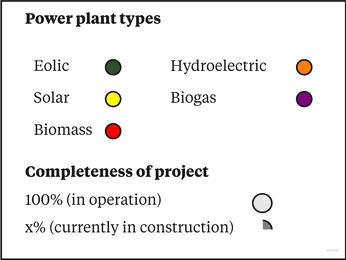 Power plant types
Eolic
Hydroelectric
Solar
Biogas
Biomass
Completeness of project
100% (in operation)
x% (currently in construction)